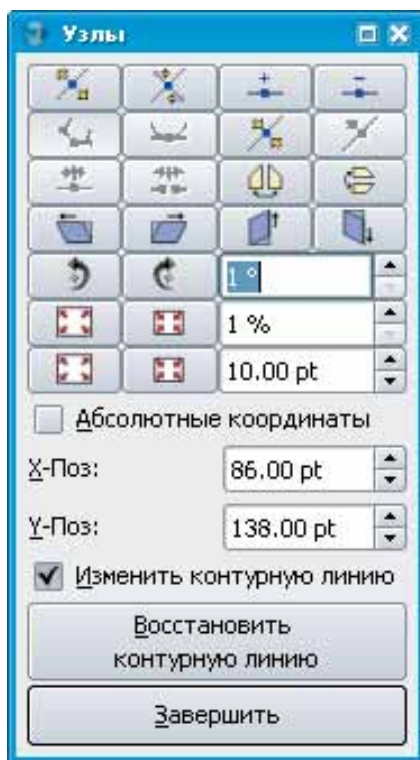 Узлы
1 °
1 %
10.00 pt
Абсолютные координаты
X-Поз: 86.00 pt
Y-Поз: 138.00 pt
Изменить контурную линию
Восстановить
контурную линию
Завершить